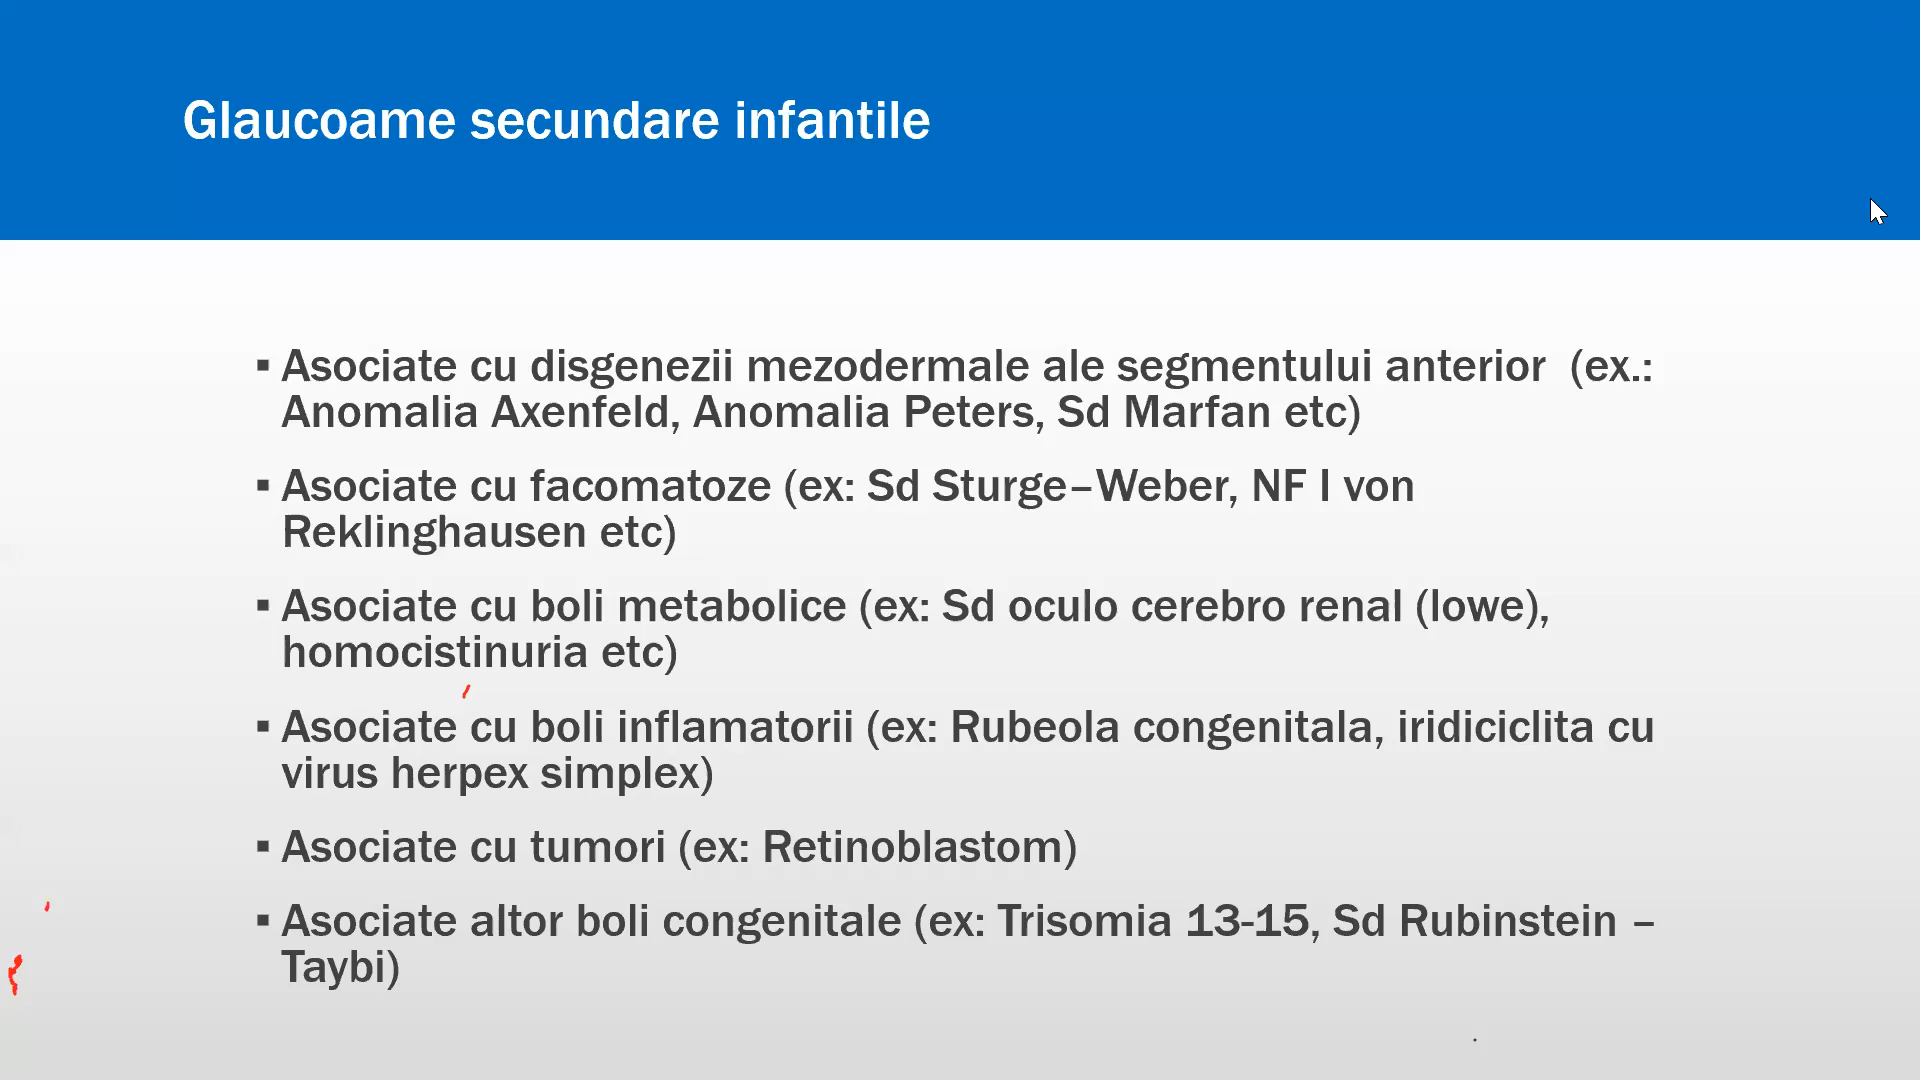 Glaucoame secundare infantile
▪ Asociate cu disgenezii mezodermale ale segmentului anterior (ex.:
Anomalia Axenfeld, Anomalia Peters, Sd Marfan etc)
▪ Asociate cu facomatoze (ex: Sd Sturge–Weber, NF I von
Reklinghausen etc)
▪ Asociate cu boli metabolice (ex: Sd oculo cerebro renal (lowe),
homocistinuria etc)
▪ Asociate cu boli inflamatorii (ex: Rubeola congenitala, iridiciclita cu
virus herpex simplex)
▪ Asociate cu tumori (ex: Retinoblastom)
▪ Asociate altor boli congenitale (ex: Trisomia 13-15, Sd Rubinstein –
Taybi)